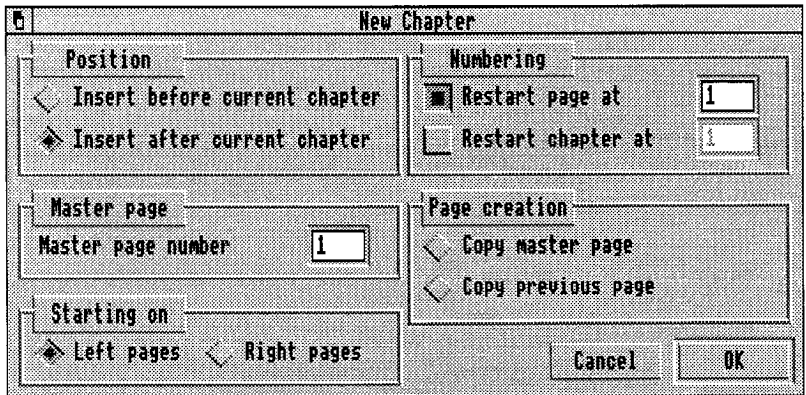 New Chapter
Position
Insert before current chapter
Insert after current chapter
Numbering
Restart page at 1
Restart chapter at 1
Master page
Master page number 1
Page creation
Copy master page
Copy previous page
Starting on
Left pages Right pages
Cancel OK